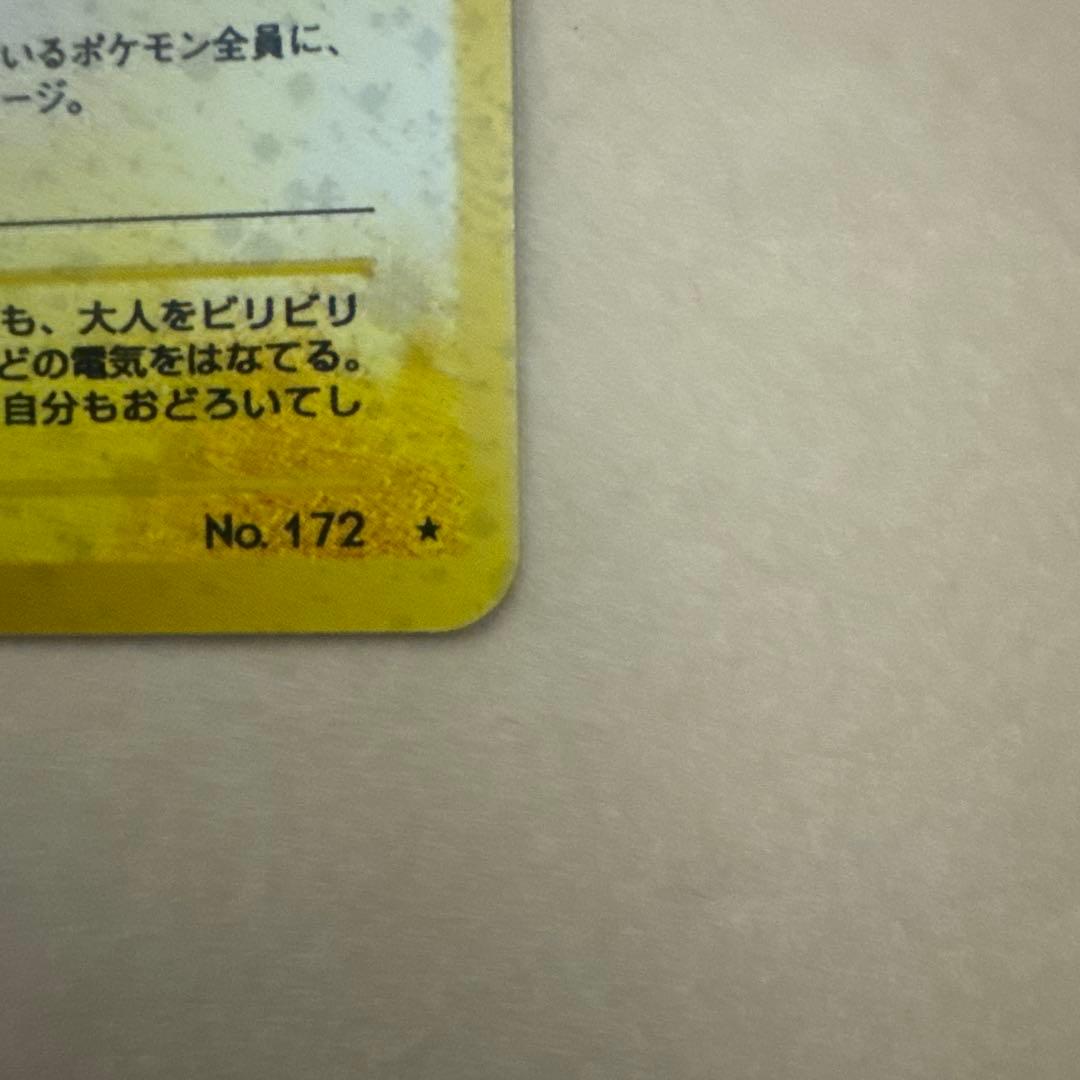 いるポケモン全員に、
ージ。
も、大人をビリビリ
どの電気をはなてる。
自分もおどろいてし
No. 172 ★